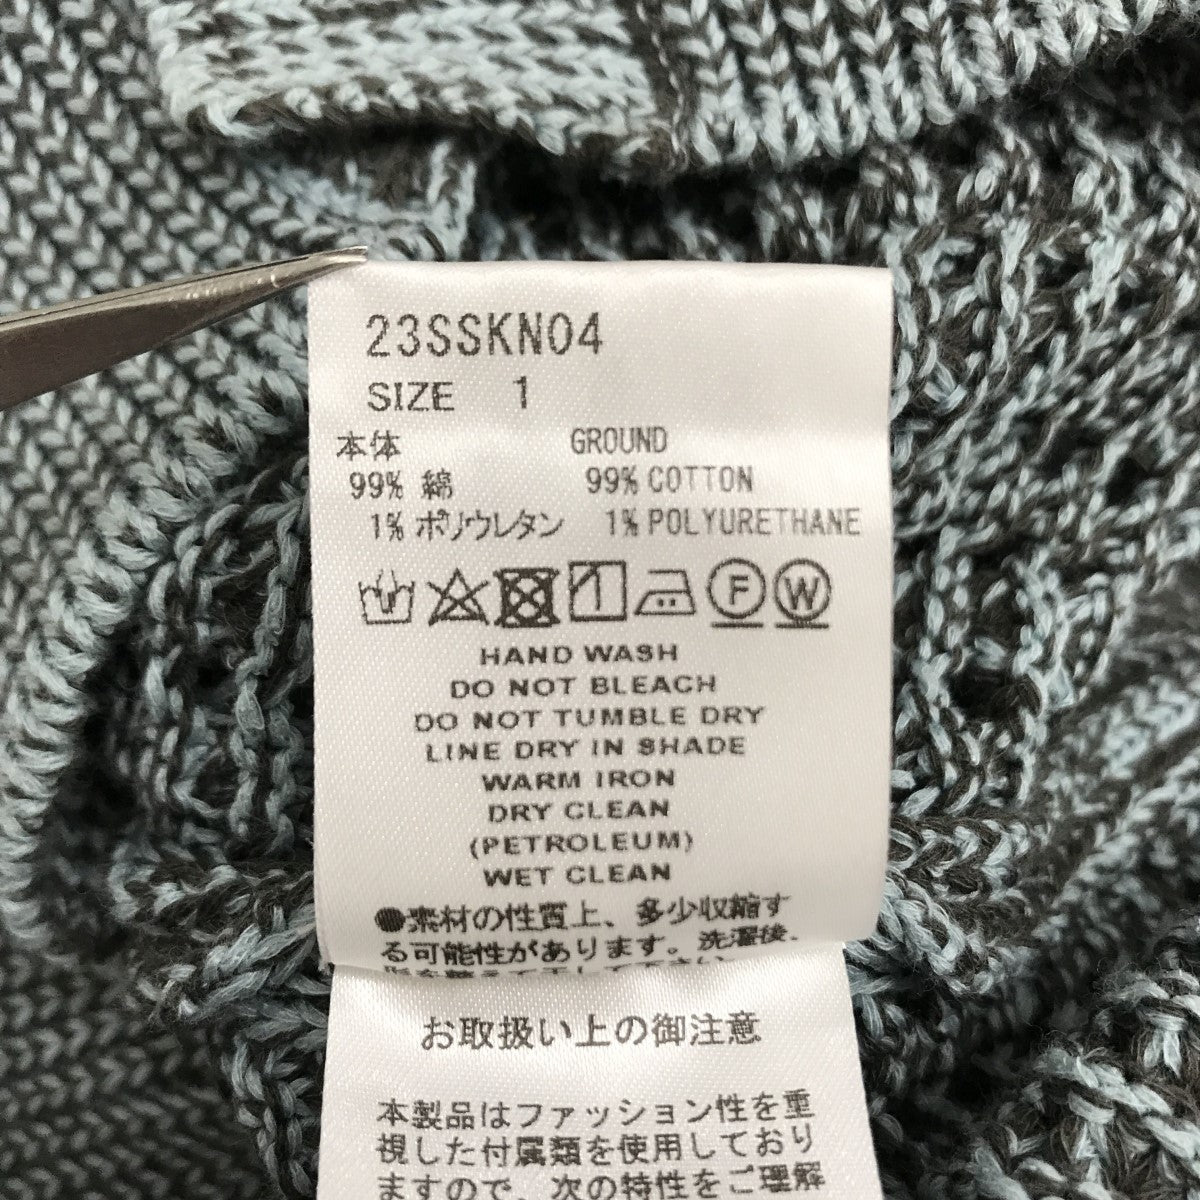 23SSKN04
SIZE 1
本体 GROUND
99% 綿 99% COTTON
1% ポリウレタン 1% POLYURETHANE
F W
HAND WASH
DO NOT BLEACH
DO NOT TUMBLE DRY
LINE DRY IN SHADE
WARM IRON
DRY CLEAN
(PETROLEUM)
WET CLEAN
●素材の性質上、多少収縮す
る可能性があります。洗濯後、
お取扱い上の御注意
本製品はファッション性を重
視した付属類を使用しており
ますので、次の特性をご理解